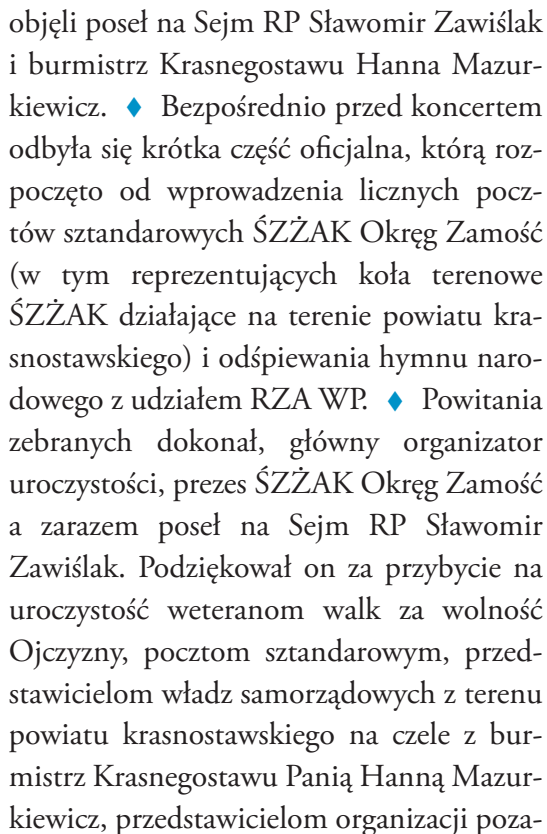 objęli poseł na Sejm RP Sławomir Zawiślak
i burmistrz Krasnegostawu Hanna Mazur-
kiewicz. ♦ Bezpośrednio przed koncertem
odbyła się krótka część oficjalna, którą roz-
poczęto od wprowadzenia licznych pocz-
tów sztandarowych ŚZŻAK Okręg Zamość
(w tym reprezentujących koła terenowe
ŚZŻAK działające na terenie powiatu kra-
snostawskiego) i odśpiewania hymnu naro-
dowego z udziałem RZA WP. ♦ Powitania
zebranych dokonał, główny organizator
uroczystości, prezes ŚZŻAK Okręg Zamość
a zarazem poseł na Sejm RP Sławomir
Zawiślak. Podziękował on za przybycie na
uroczystość weteranom walk za wolność
Ojczyzny, pocztom sztandarowym, przed-
stawicielom władz samorządowych z terenu
powiatu krasnostawskiego na czele z bur-
mistrz Krasnegostawu Panią Hanną Mazur-
kiewicz, przedstawicielom organizacji poza-